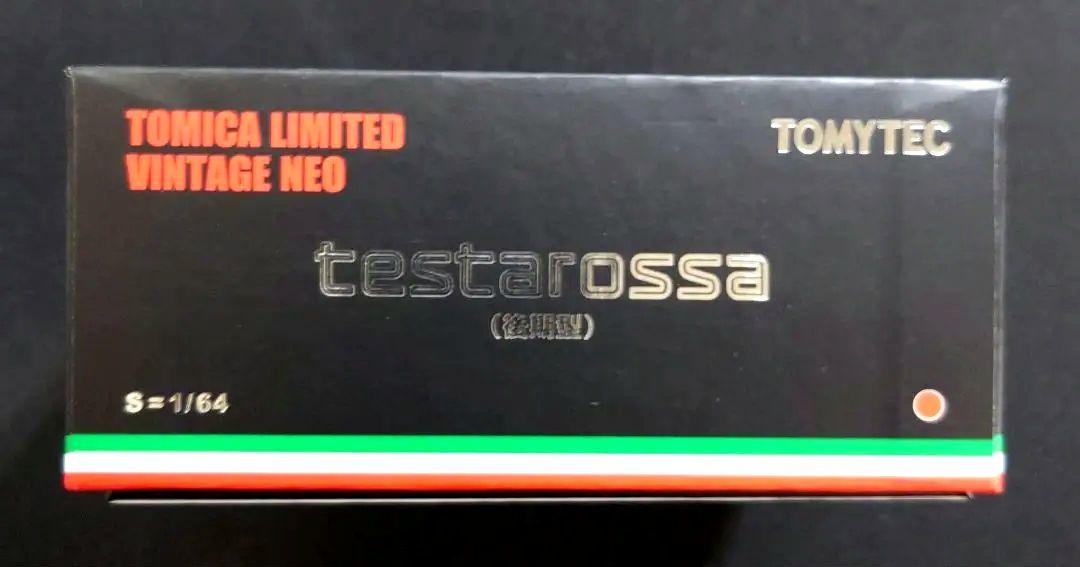 TOMICA LIMITED
VINTAGE NEO
TOMYTEC
testarossa
(後期型)
S=1/64